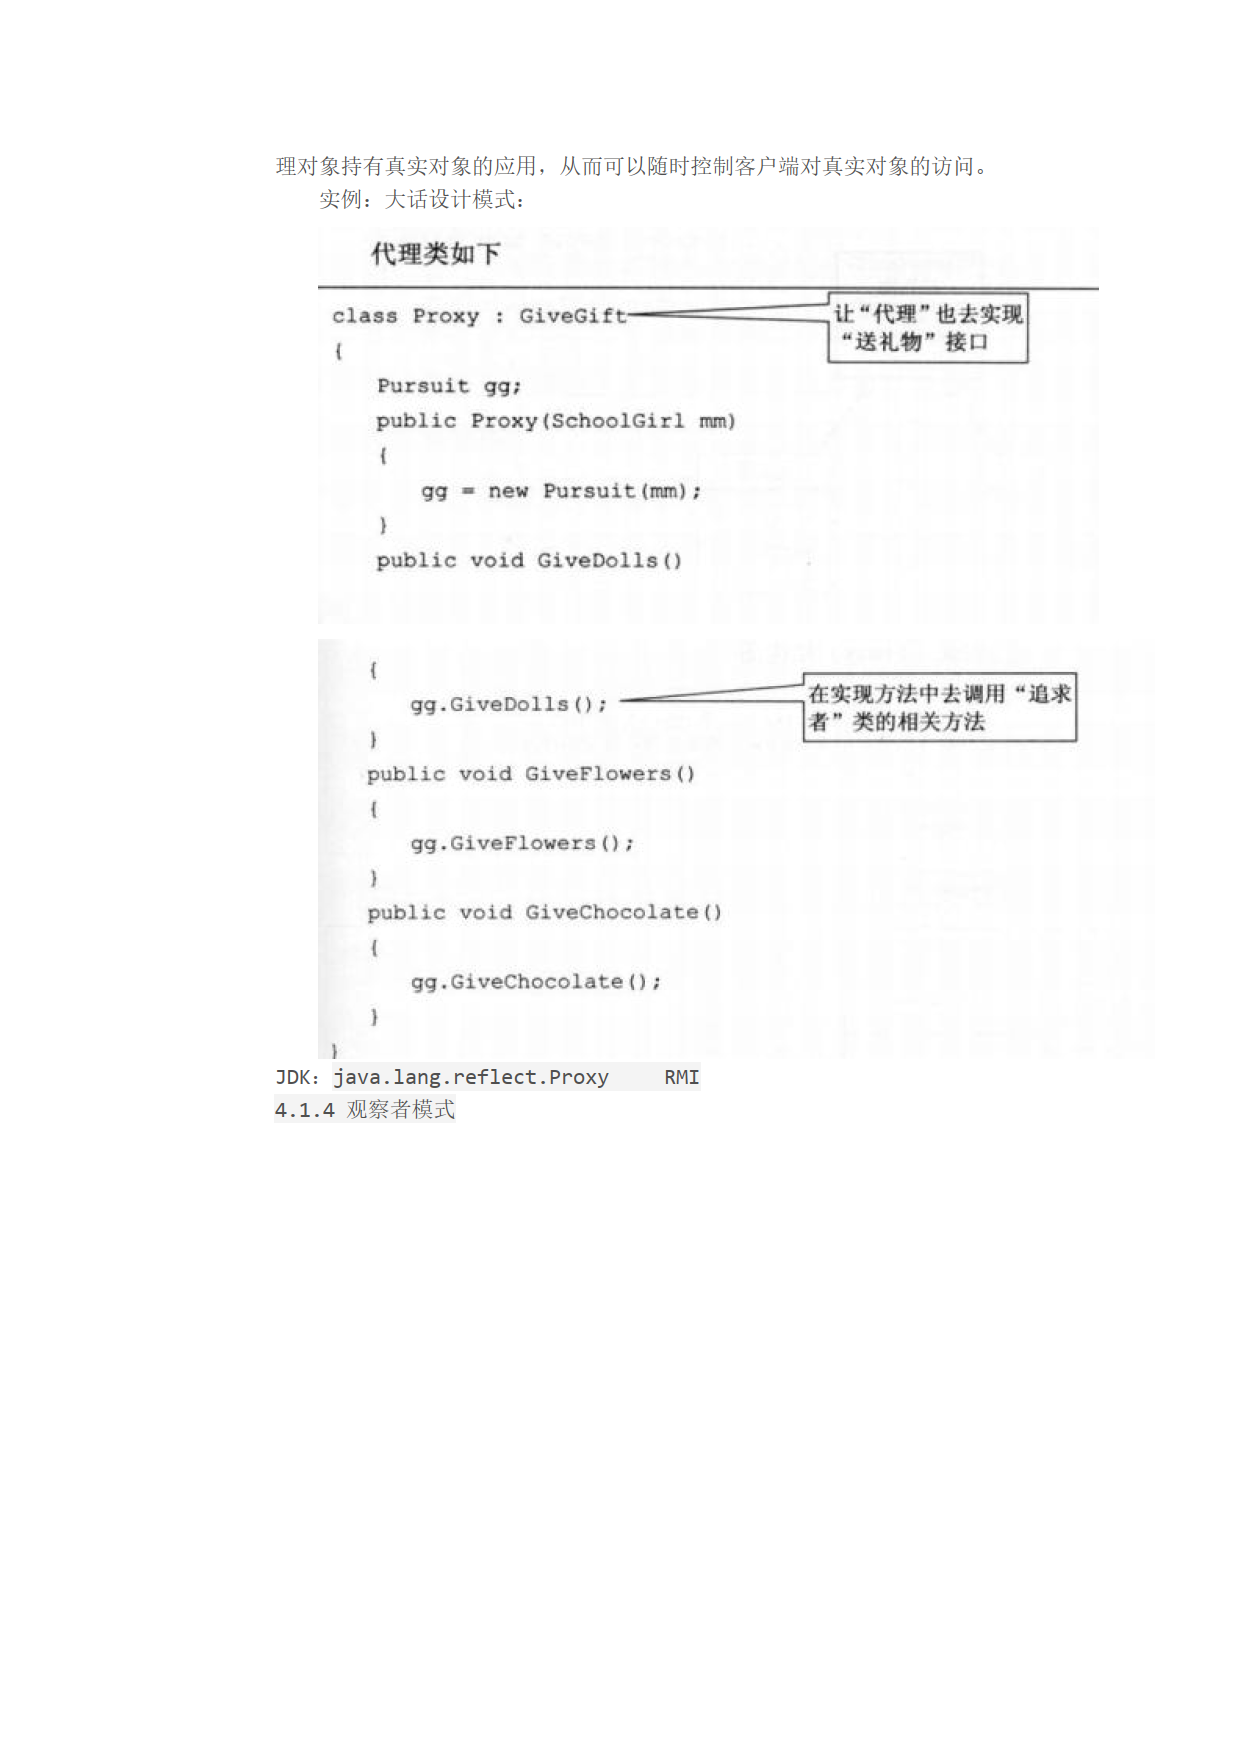 理对象持有真实对象的应用，从而可以随时控制客户端对真实对象的访问。
实例：大话设计模式：
代理类如下
class Proxy : GiveGift
让“代理”也去实现
“送礼物”接口
{
Pursuit gg;
public Proxy(SchoolGirl mm)
{
gg = new Pursuit(mm);
}
public void GiveDolls()
{
gg.GiveDolls();
在实现方法中去调用“追求
者”类的相关方法
}
public void GiveFlowers()
{
gg.GiveFlowers();
}
public void GiveChocolate()
{
gg.GiveChocolate();
}
}
JDK：java.lang.reflect.Proxy     RMI
4.1.4 观察者模式